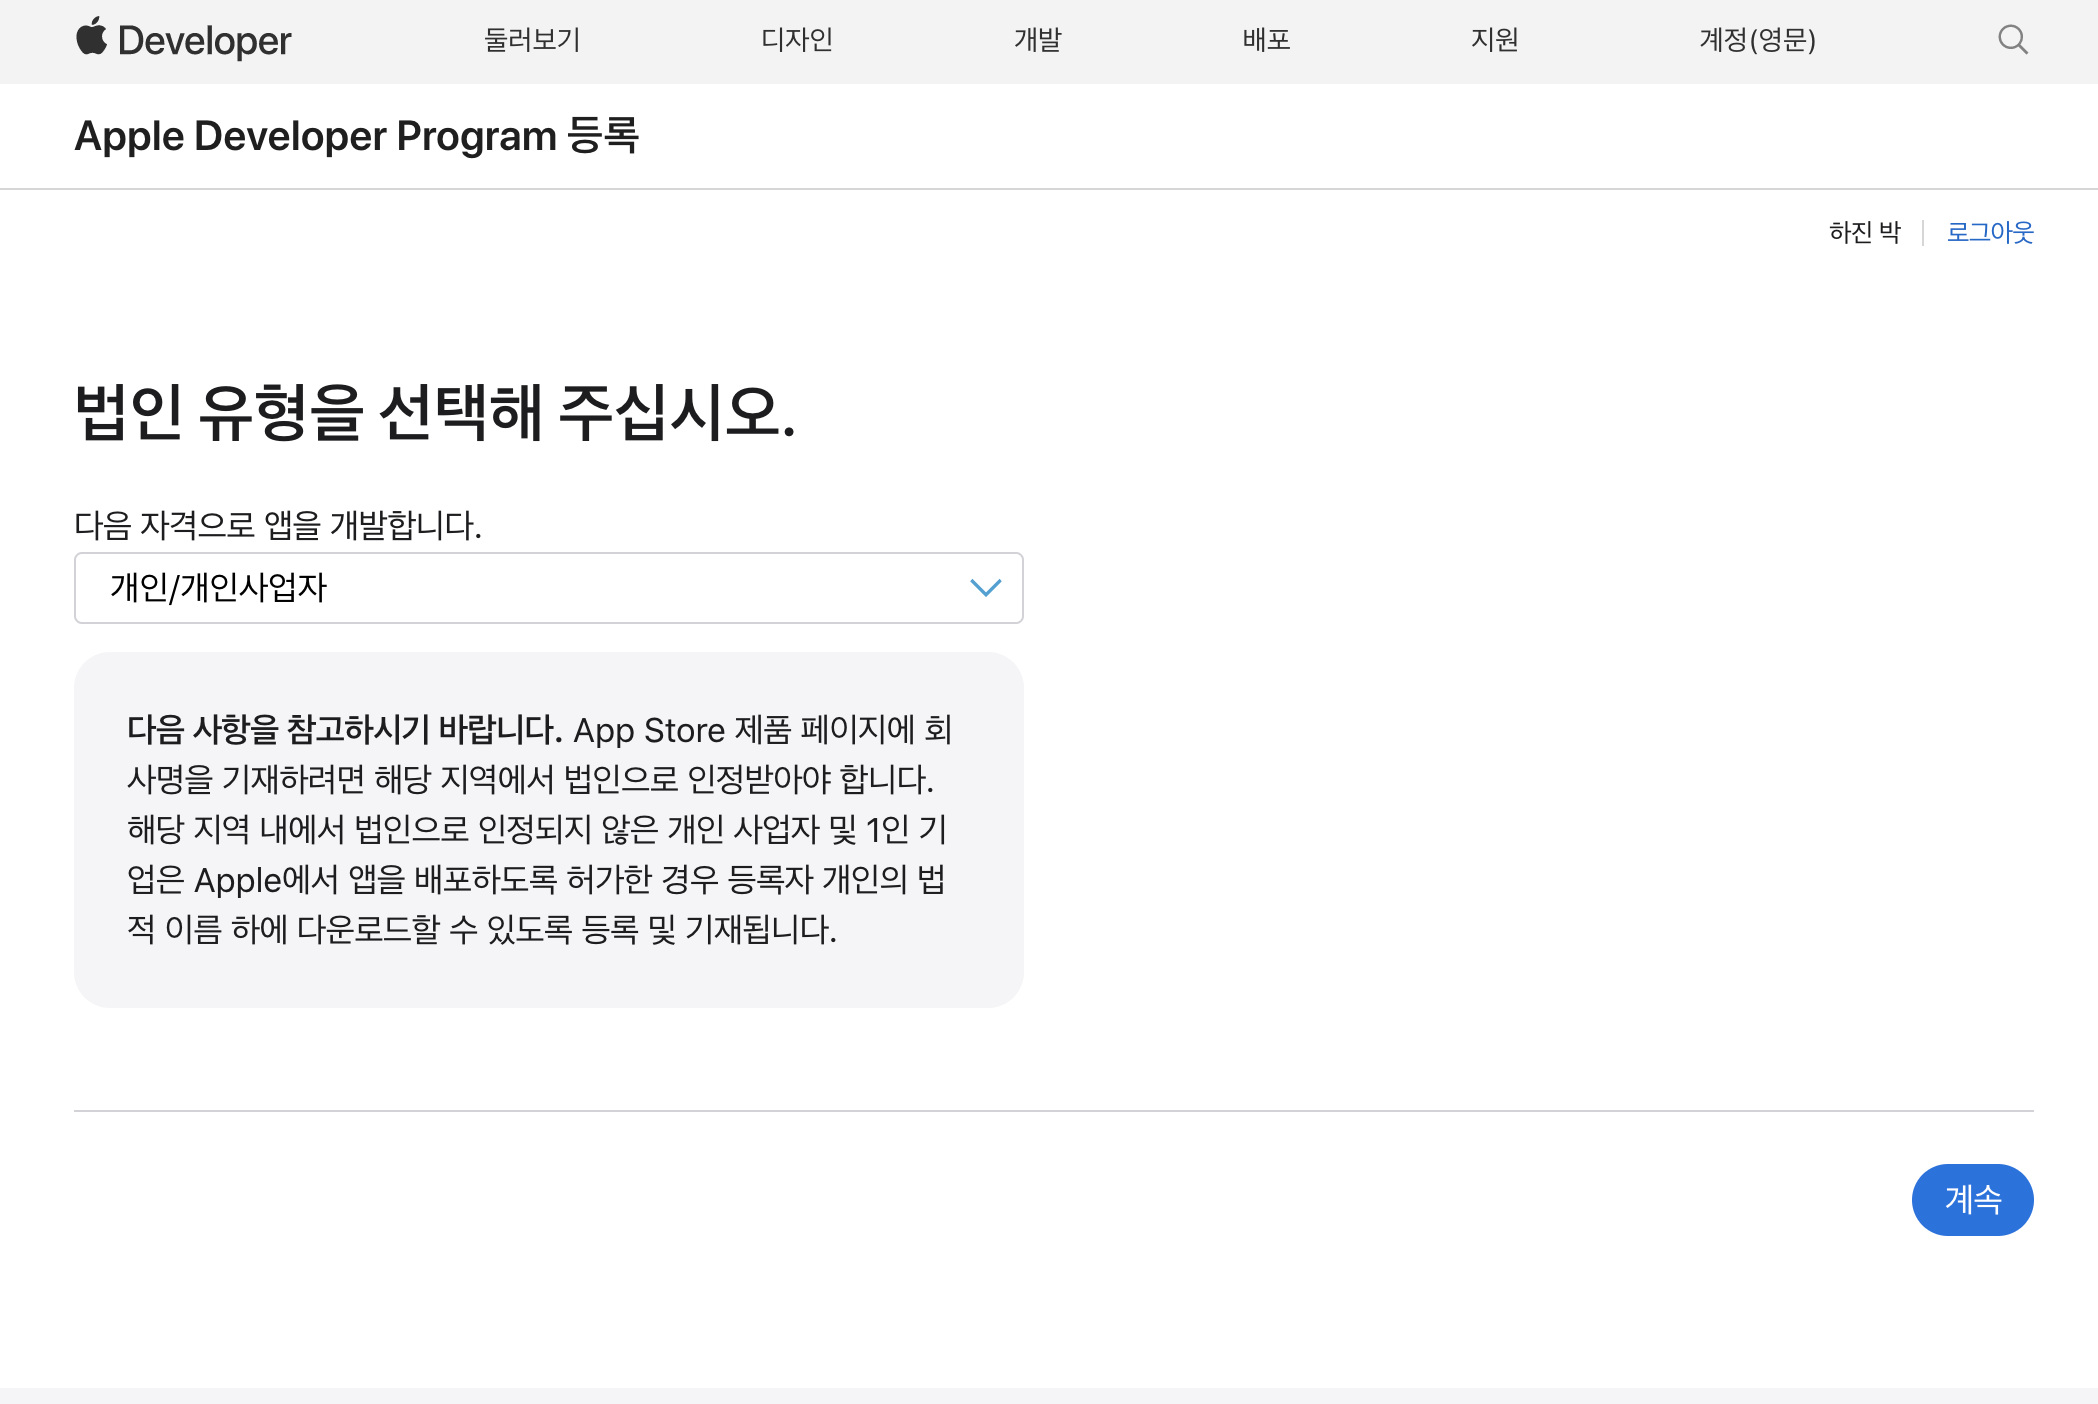 Developer
둘러보기
디자인
개발
배포
지원
계정(영문)
Apple Developer Program 등록
하진 박
로그아웃
법인 유형을 선택해 주십시오.
다음 자격으로 앱을 개발합니다.
개인/개인사업자
다음 사항을 참고하시기 바랍니다. App Store 제품 페이지에 회
사명을 기재하려면 해당 지역에서 법인으로 인정받아야 합니다.
해당 지역 내에서 법인으로 인정되지 않은 개인 사업자 및 1인 기
업은 Apple에서 앱을 배포하도록 허가한 경우 등록자 개인의 법
적 이름 하에 다운로드할 수 있도록 등록 및 기재됩니다.
계속